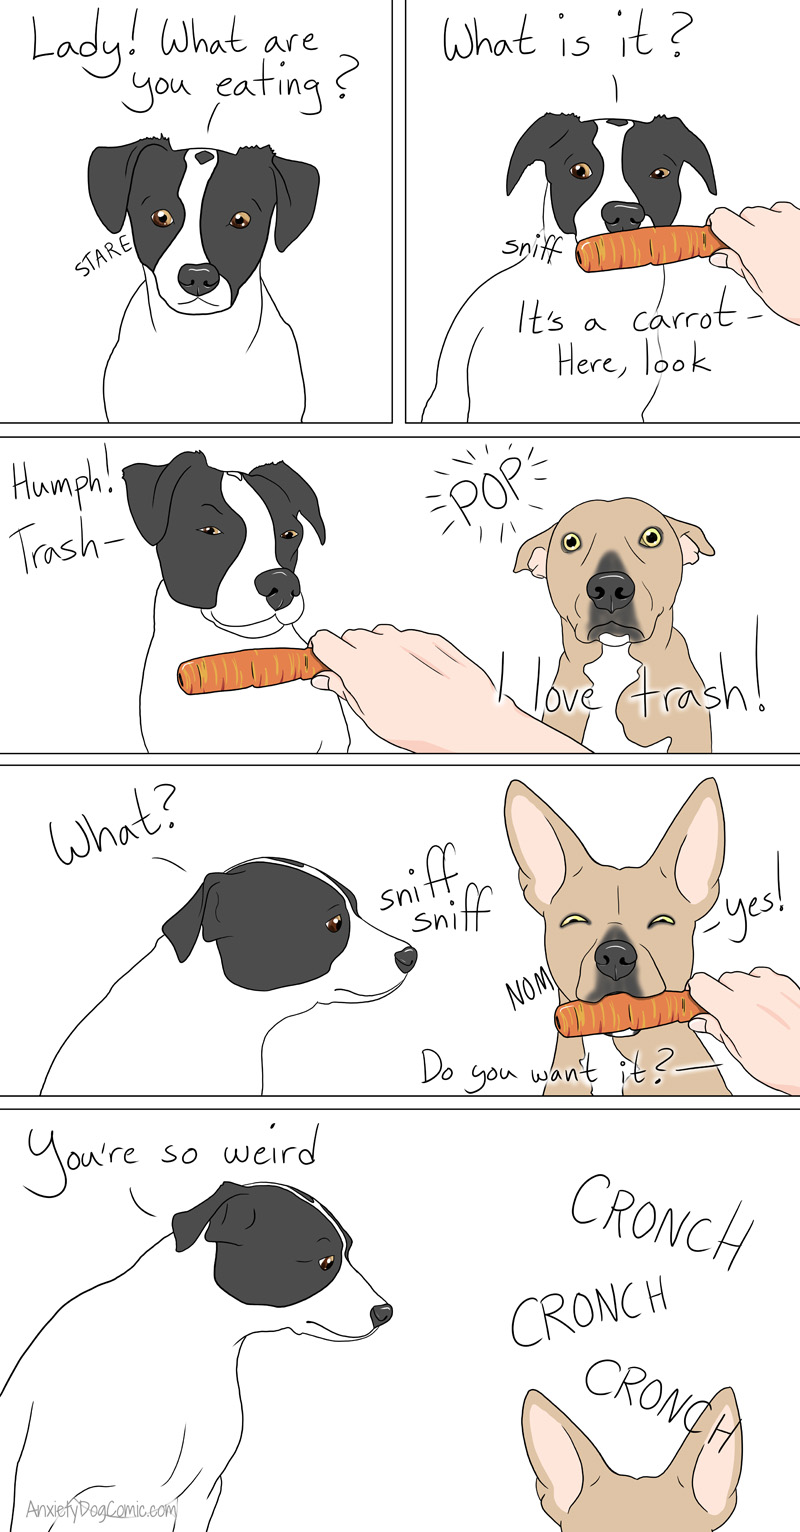 Lady! What are
you eating?
STARE
What is it?
sniff
It's a carrot -
Here, look
Humph!
Trash-
POP
I love trash!
What?
sniff
sniff
yes!
NOM
Do you want it?-
You're so weird
CRONCH
CRONCH
CRONCH
AnxietyDogComic.com